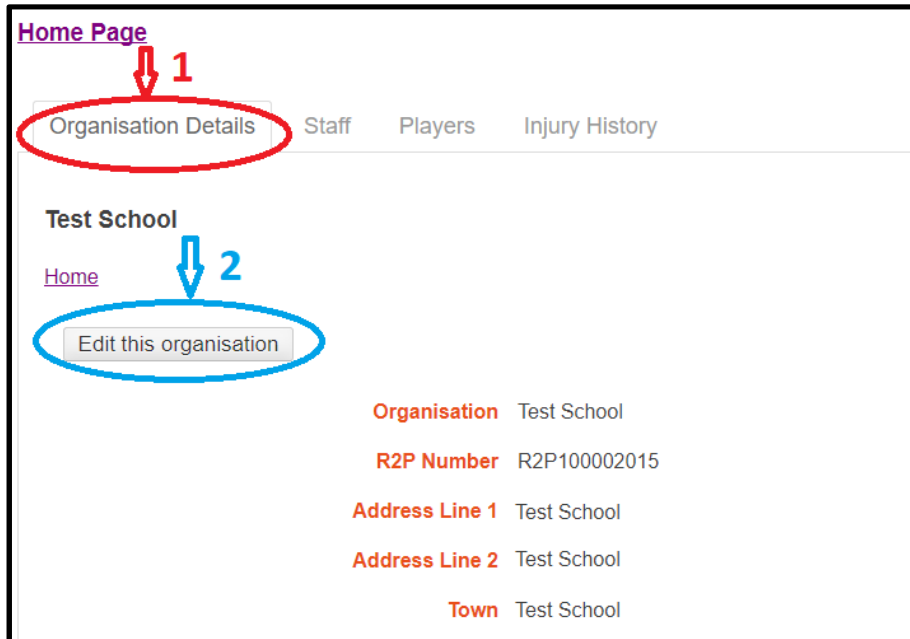 Home Page
1
Organisation Details Staff Players Injury History
Test School
2
Home
Edit this organisation
Organisation Test School
R2P Number R2P100002015
Address Line 1 Test School
Address Line 2 Test School
Town Test School